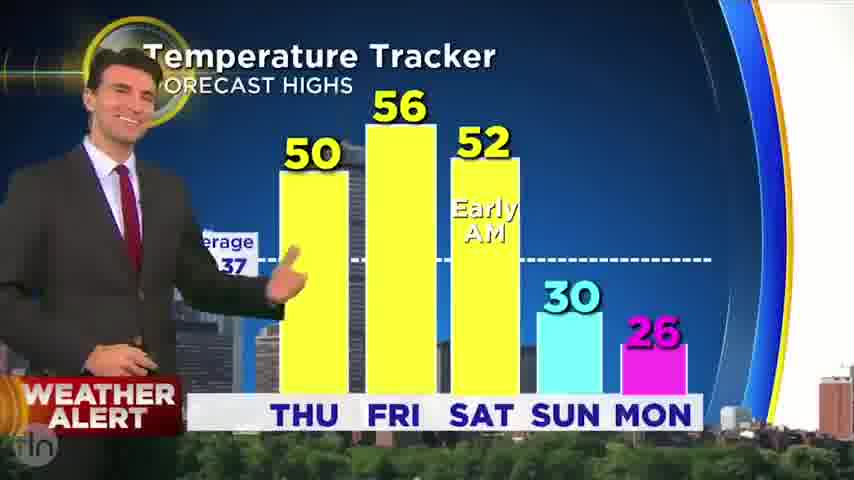 Temperature Tracker
ORECAST HIGHS
56
50
52
Early
AM
erage
37
30
26
WEATHER
ALERT
THU FRI SAT SUN MON